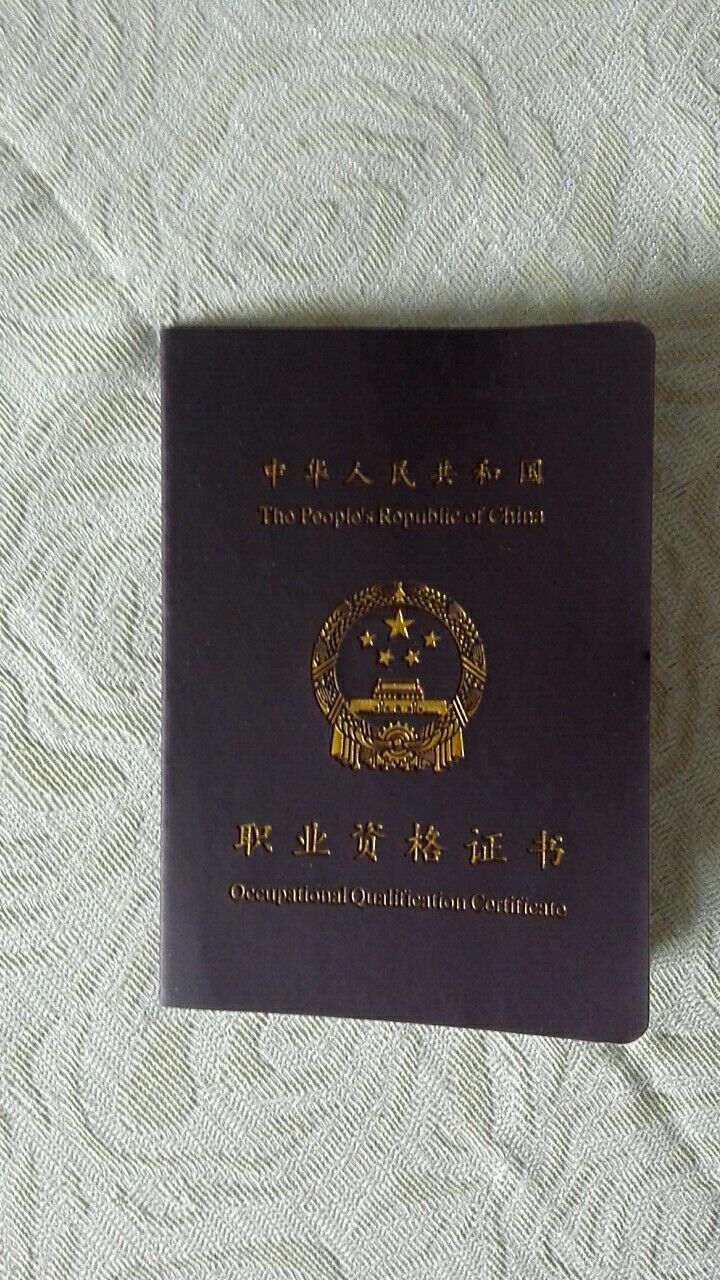 中华人民共和国
The People's Republic of China
职业资格证书
Occupational Qualification Certificate